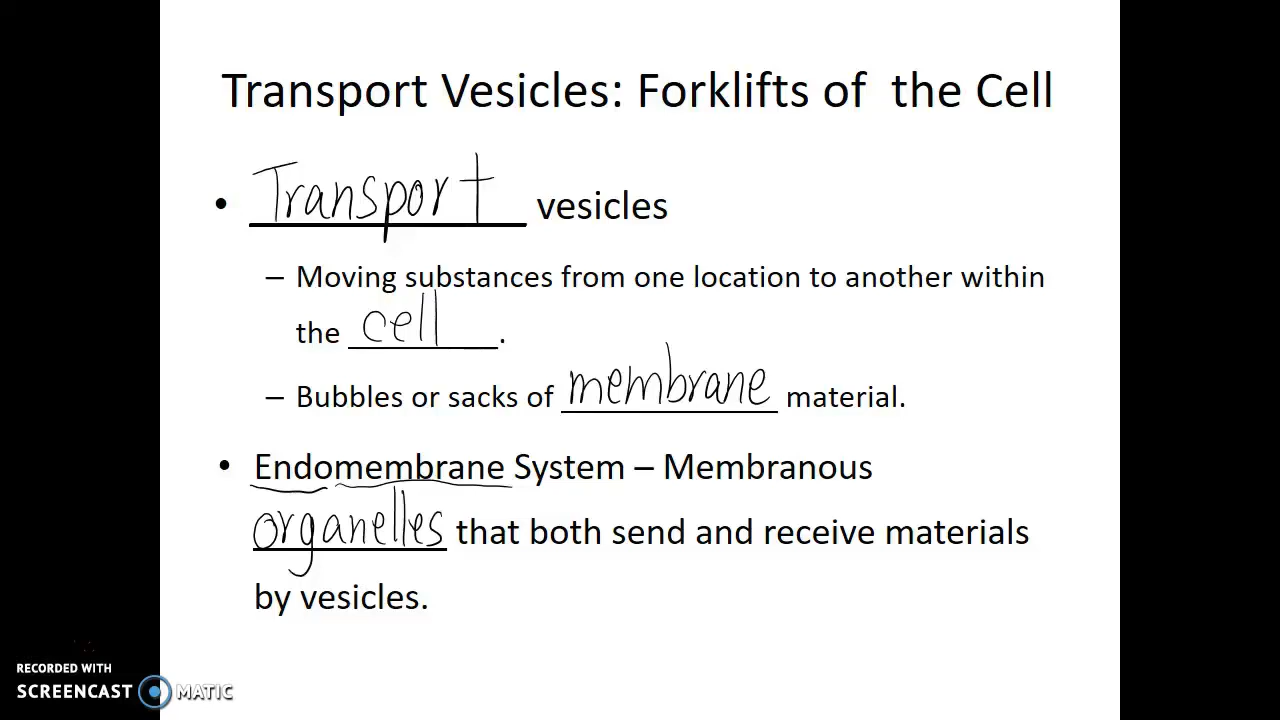 Transport Vesicles: Forklifts of the Cell
• Transport vesicles
– Moving substances from one location to another within
the cell.
– Bubbles or sacks of membrane material.
• Endomembrane System – Membranous
organelles that both send and receive materials
by vesicles.
RECORDED WITH
SCREENCAST MATIC